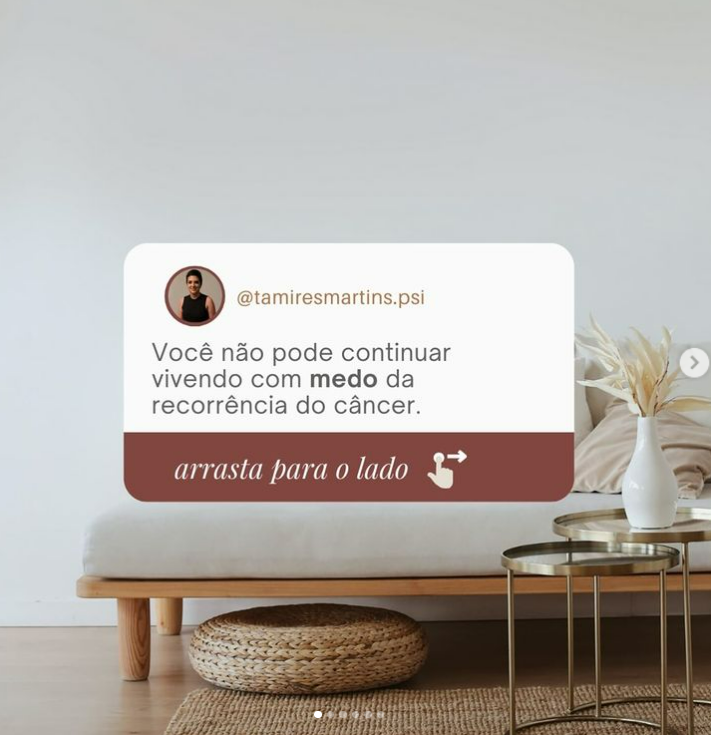 @tamiresmartins.psi
Você não pode continuar
vivendo com medo da
recorrência do câncer.
arrasta para o lado